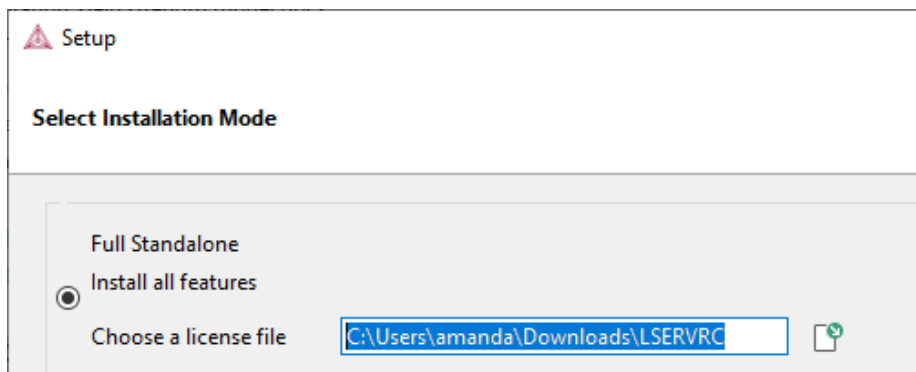 Setup
Select Installation Mode
Full Standalone
Install all features
Choose a license file C:\Users\amanda\Downloads\LSERVRC